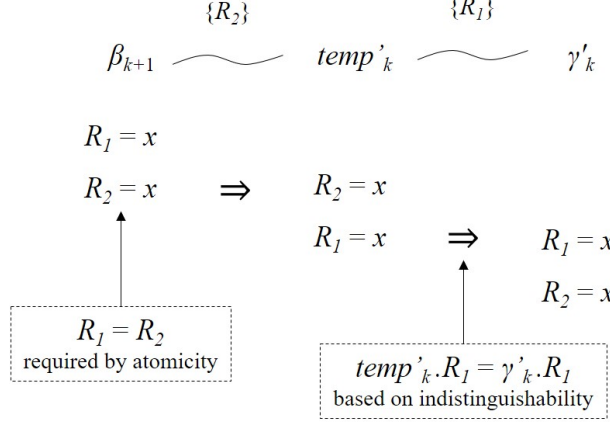 {R₂} {R₁}
βₖ₊₁ temp'ₖ γ'ₖ
R₁ = x
R₂ = x ⇒ R₂ = x
R₁ = x ⇒ R₁ = x
R₂ = x
R₁ = R₂
required by atomicity
temp'ₖ.R₁ = γ'ₖ.R₁
based on indistinguishability